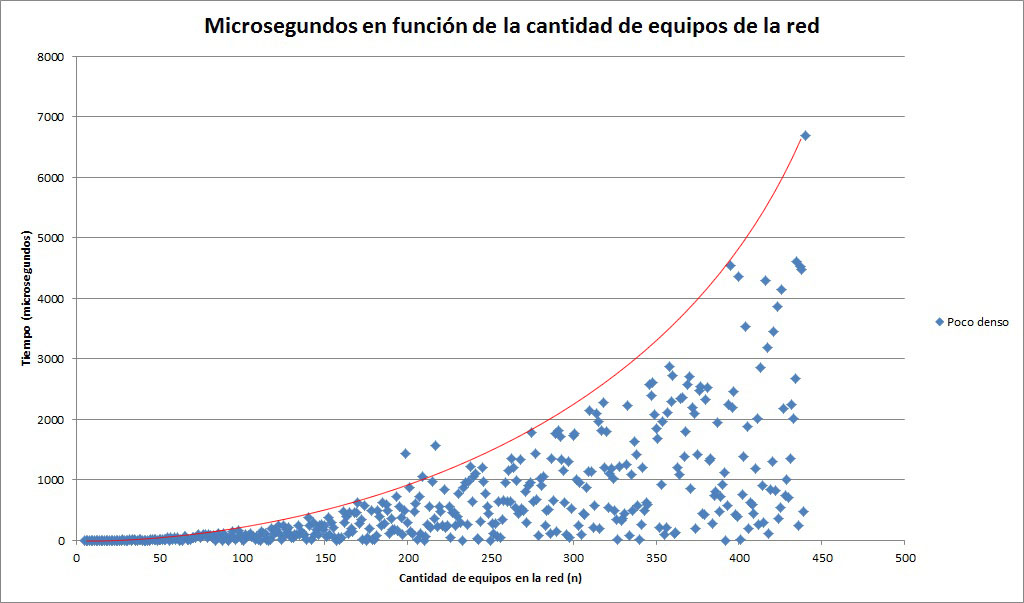 Microsegundos en función de la cantidad de equipos de la red
8000
7000
6000
5000
4000
3000
2000
1000
0
Tiempo (microsegundos)
0 50 100 150 200 250 300 350 400 450 500
Cantidad de equipos en la red (n)
Poco denso